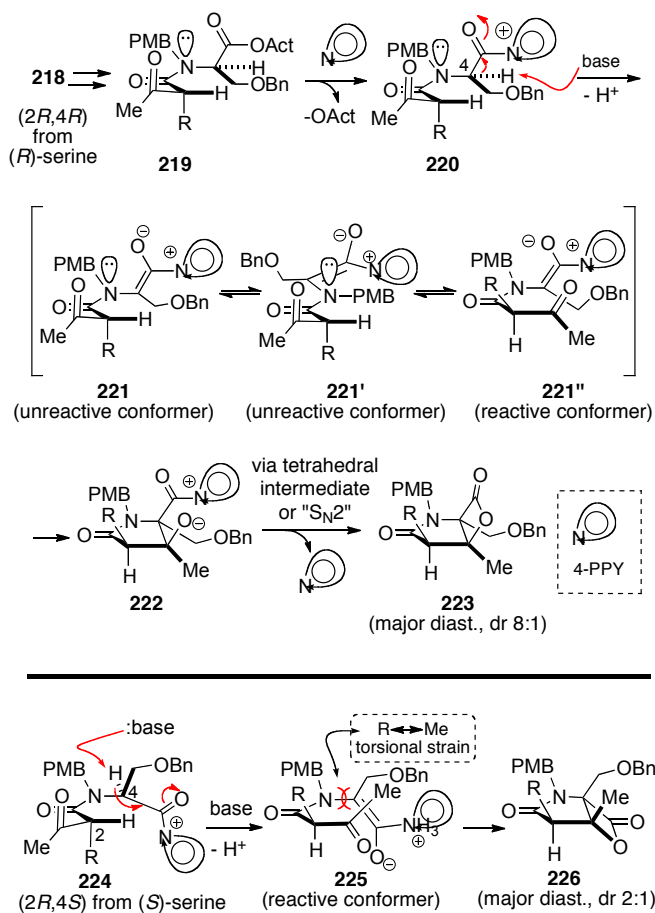 PMB
O
OAct
N
H
O
O
OBn
Me
H
R
219
218
(2R,4R)
from
(R)-serine
N
-OAct
PMB
O
N
+
4
N
H
O
O
OBn
Me
H
R
220
base
- H+
PMB
O⊖
⊕
N
N
O
O
OBn
Me
H
R
221
(unreactive conformer)
BnO
O⊖
⊕
N
N
PMB
O
O
Me
H
R
221'
(unreactive conformer)
PMB
⊖O
⊕
N
N
R
O
O
OBn
H
Me
221''
(reactive conformer)
PMB
O
⊕
N
N
R
O⊖
OBn
O
H
Me
222
via tetrahedral
intermediate
or "SN2"
N
PMB
O
N
R
O
OBn
O
H
Me
223
(major diast., dr 8:1)
N
4-PPY
:base
H
OBn
PMB
N
4
O
O
O
H
⊕
N
2
Me
R
224
(2R,4S) from (S)-serine
base
- H+
R Me
torsional strain
PMB
N
OBn
R
Me
O
H
O
NH3
⊕
O⊖
225
(reactive conformer)
PMB
N
OBn
R
Me
O
O
H
O
226
(major diast., dr 2:1)